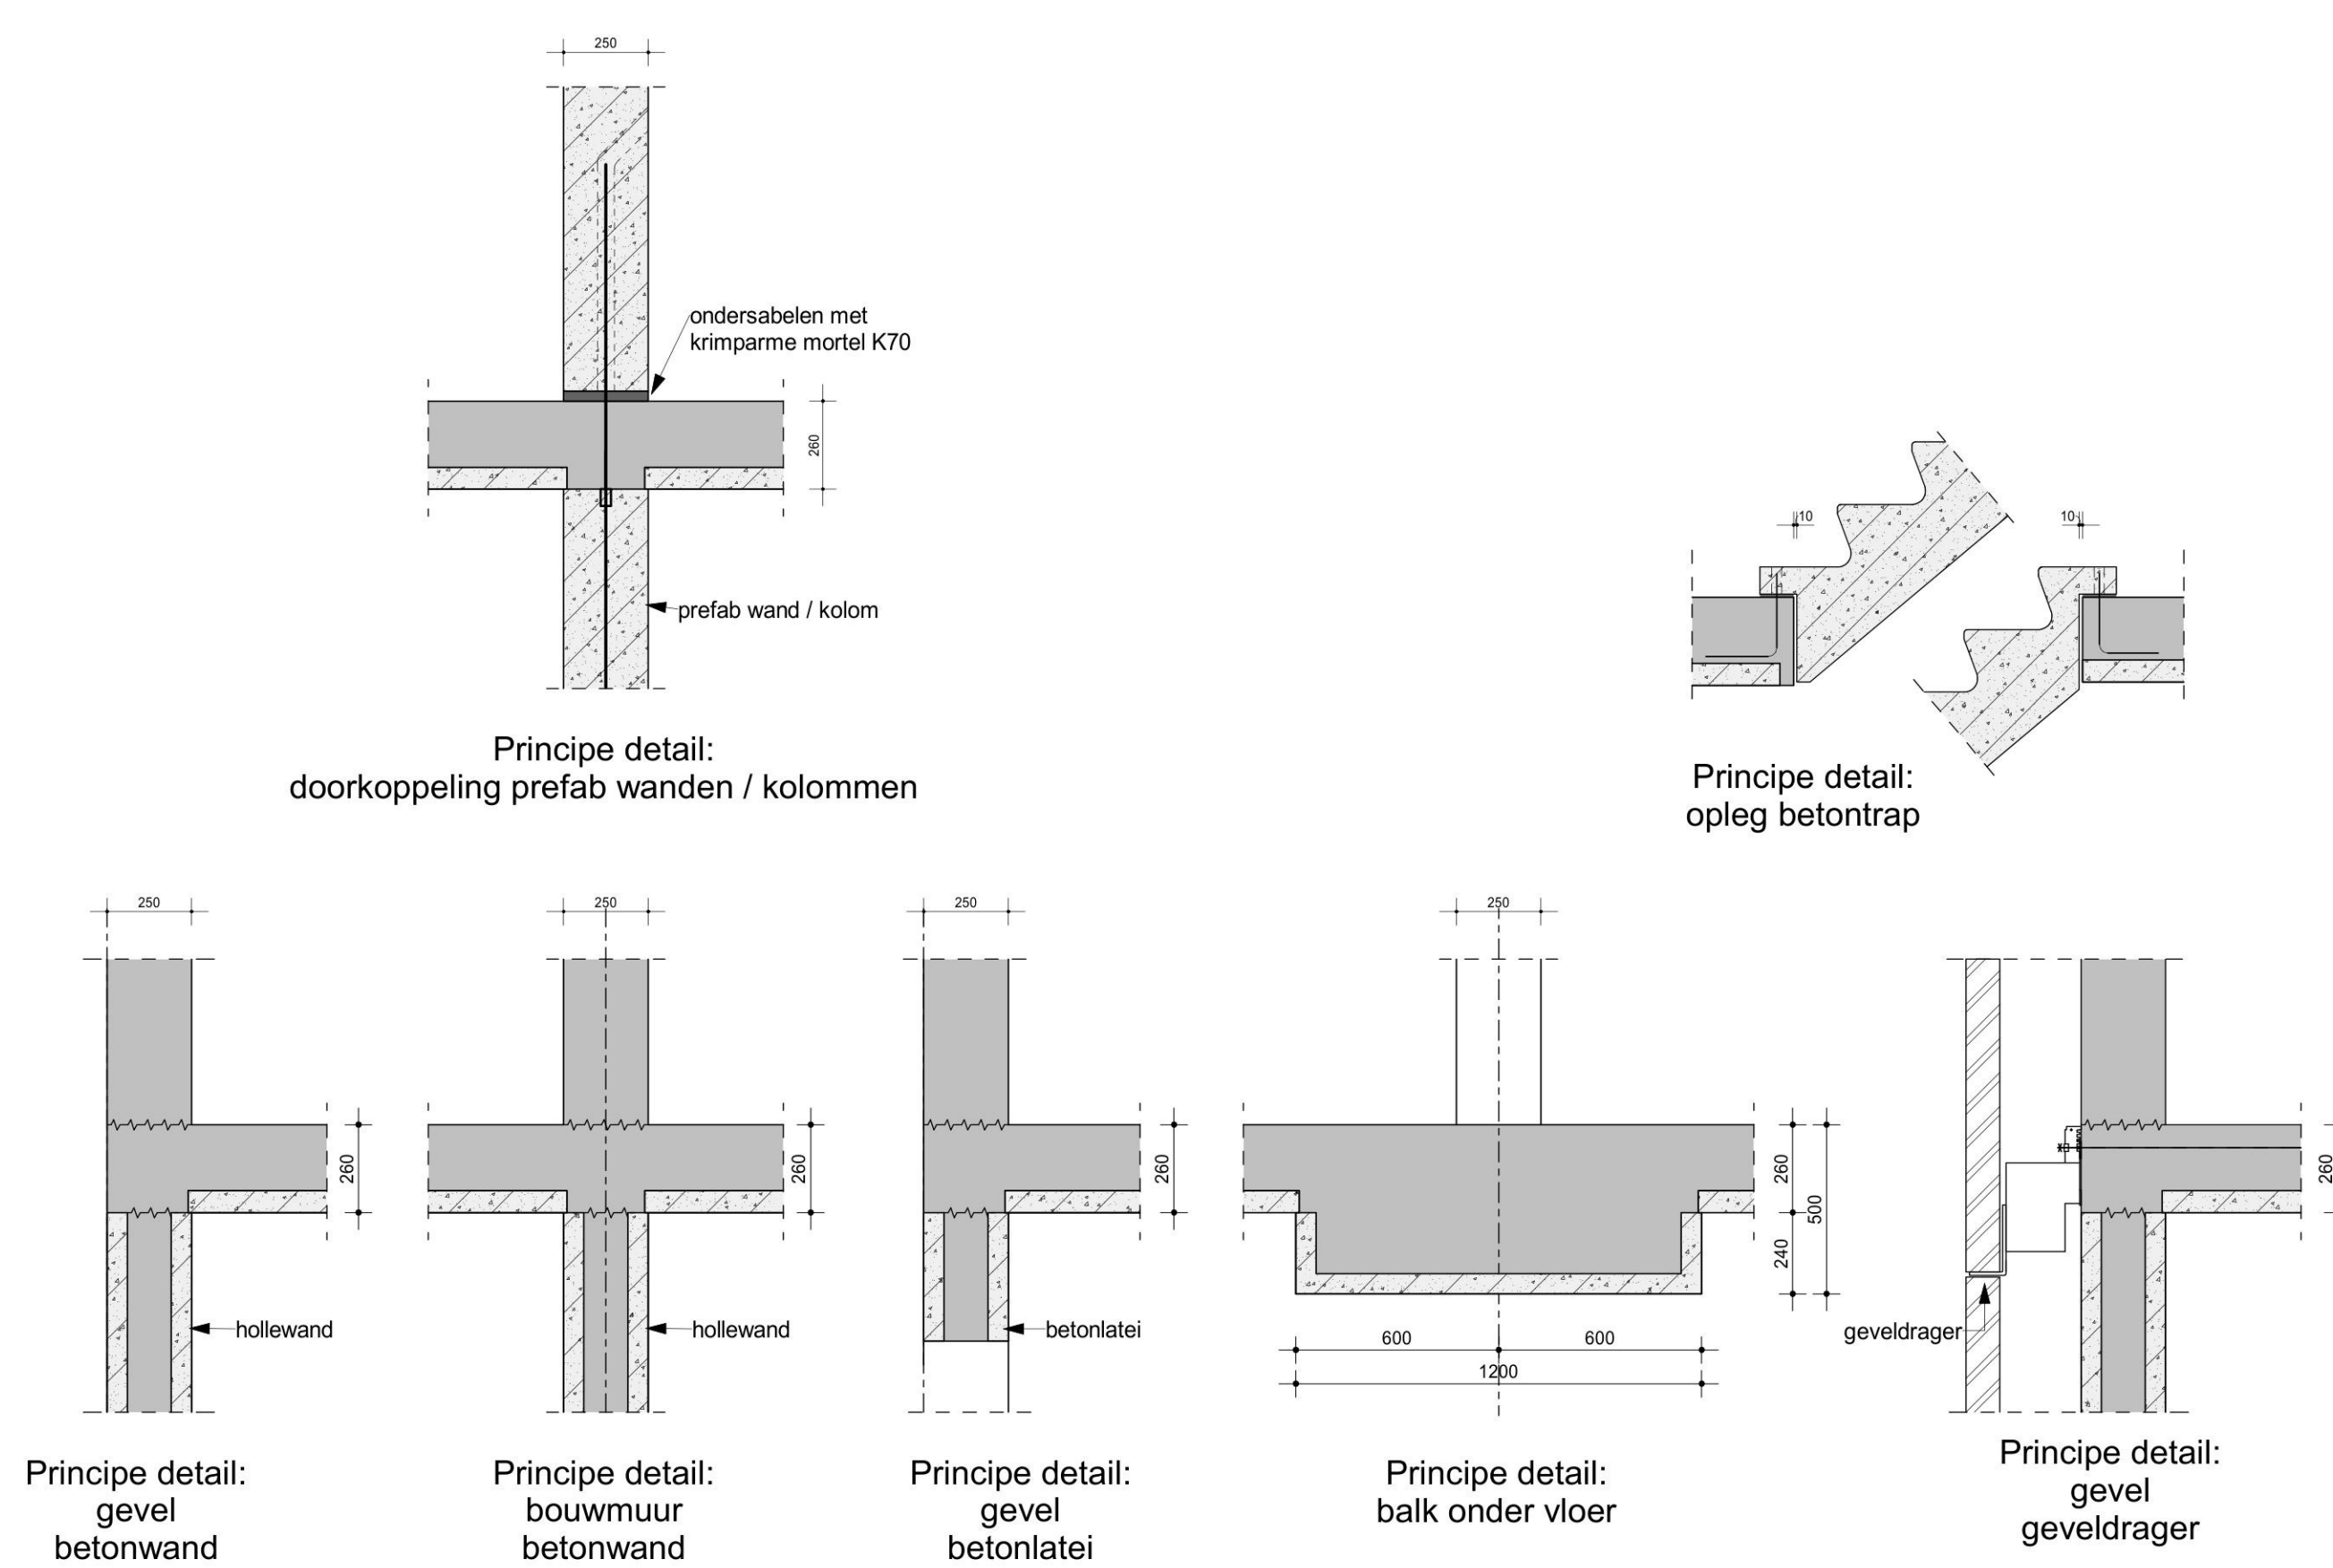 250
ondersabelen met
krimparme mortel K70
260
prefab wand / kolom
Principe detail:
doorkoppeling prefab wanden / kolommen
10
10
Principe detail:
opleg betontrap
250
260
hollewand
Principe detail:
gevel
betonwand
250
260
hollewand
Principe detail:
bouwmuur
betonwand
250
260
betonlatei
Principe detail:
gevel
betonlatei
250
260
500
240
600
600
1200
Principe detail:
balk onder vloer
260
geveldrager
Principe detail:
gevel
geveldrager